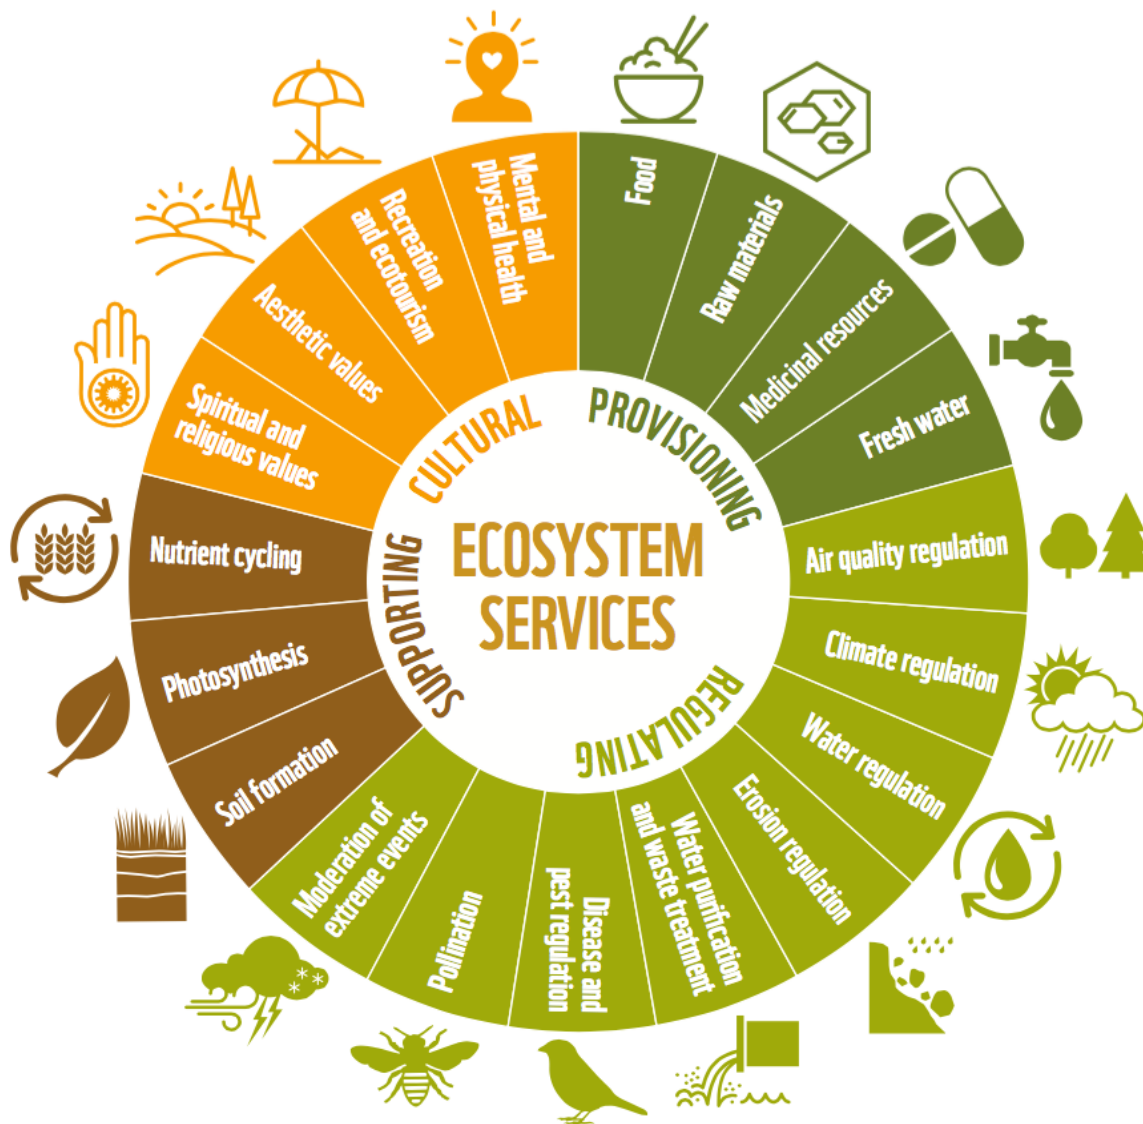 ECOSYSTEM
SERVICES
PROVISIONING
Food
Raw materials
Medicinal resources
Fresh water
REGULATING
Air quality regulation
Climate regulation
Water regulation
Erosion regulation
Water purification
and waste treatment
Disease and
pest regulation
Pollination
Moderation of
extreme events
SUPPORTING
Soil formation
Photosynthesis
Nutrient cycling
CULTURAL
Spiritual and
religious values
Aesthetic values
Recreation
and ecotourism
Mental and
physical health